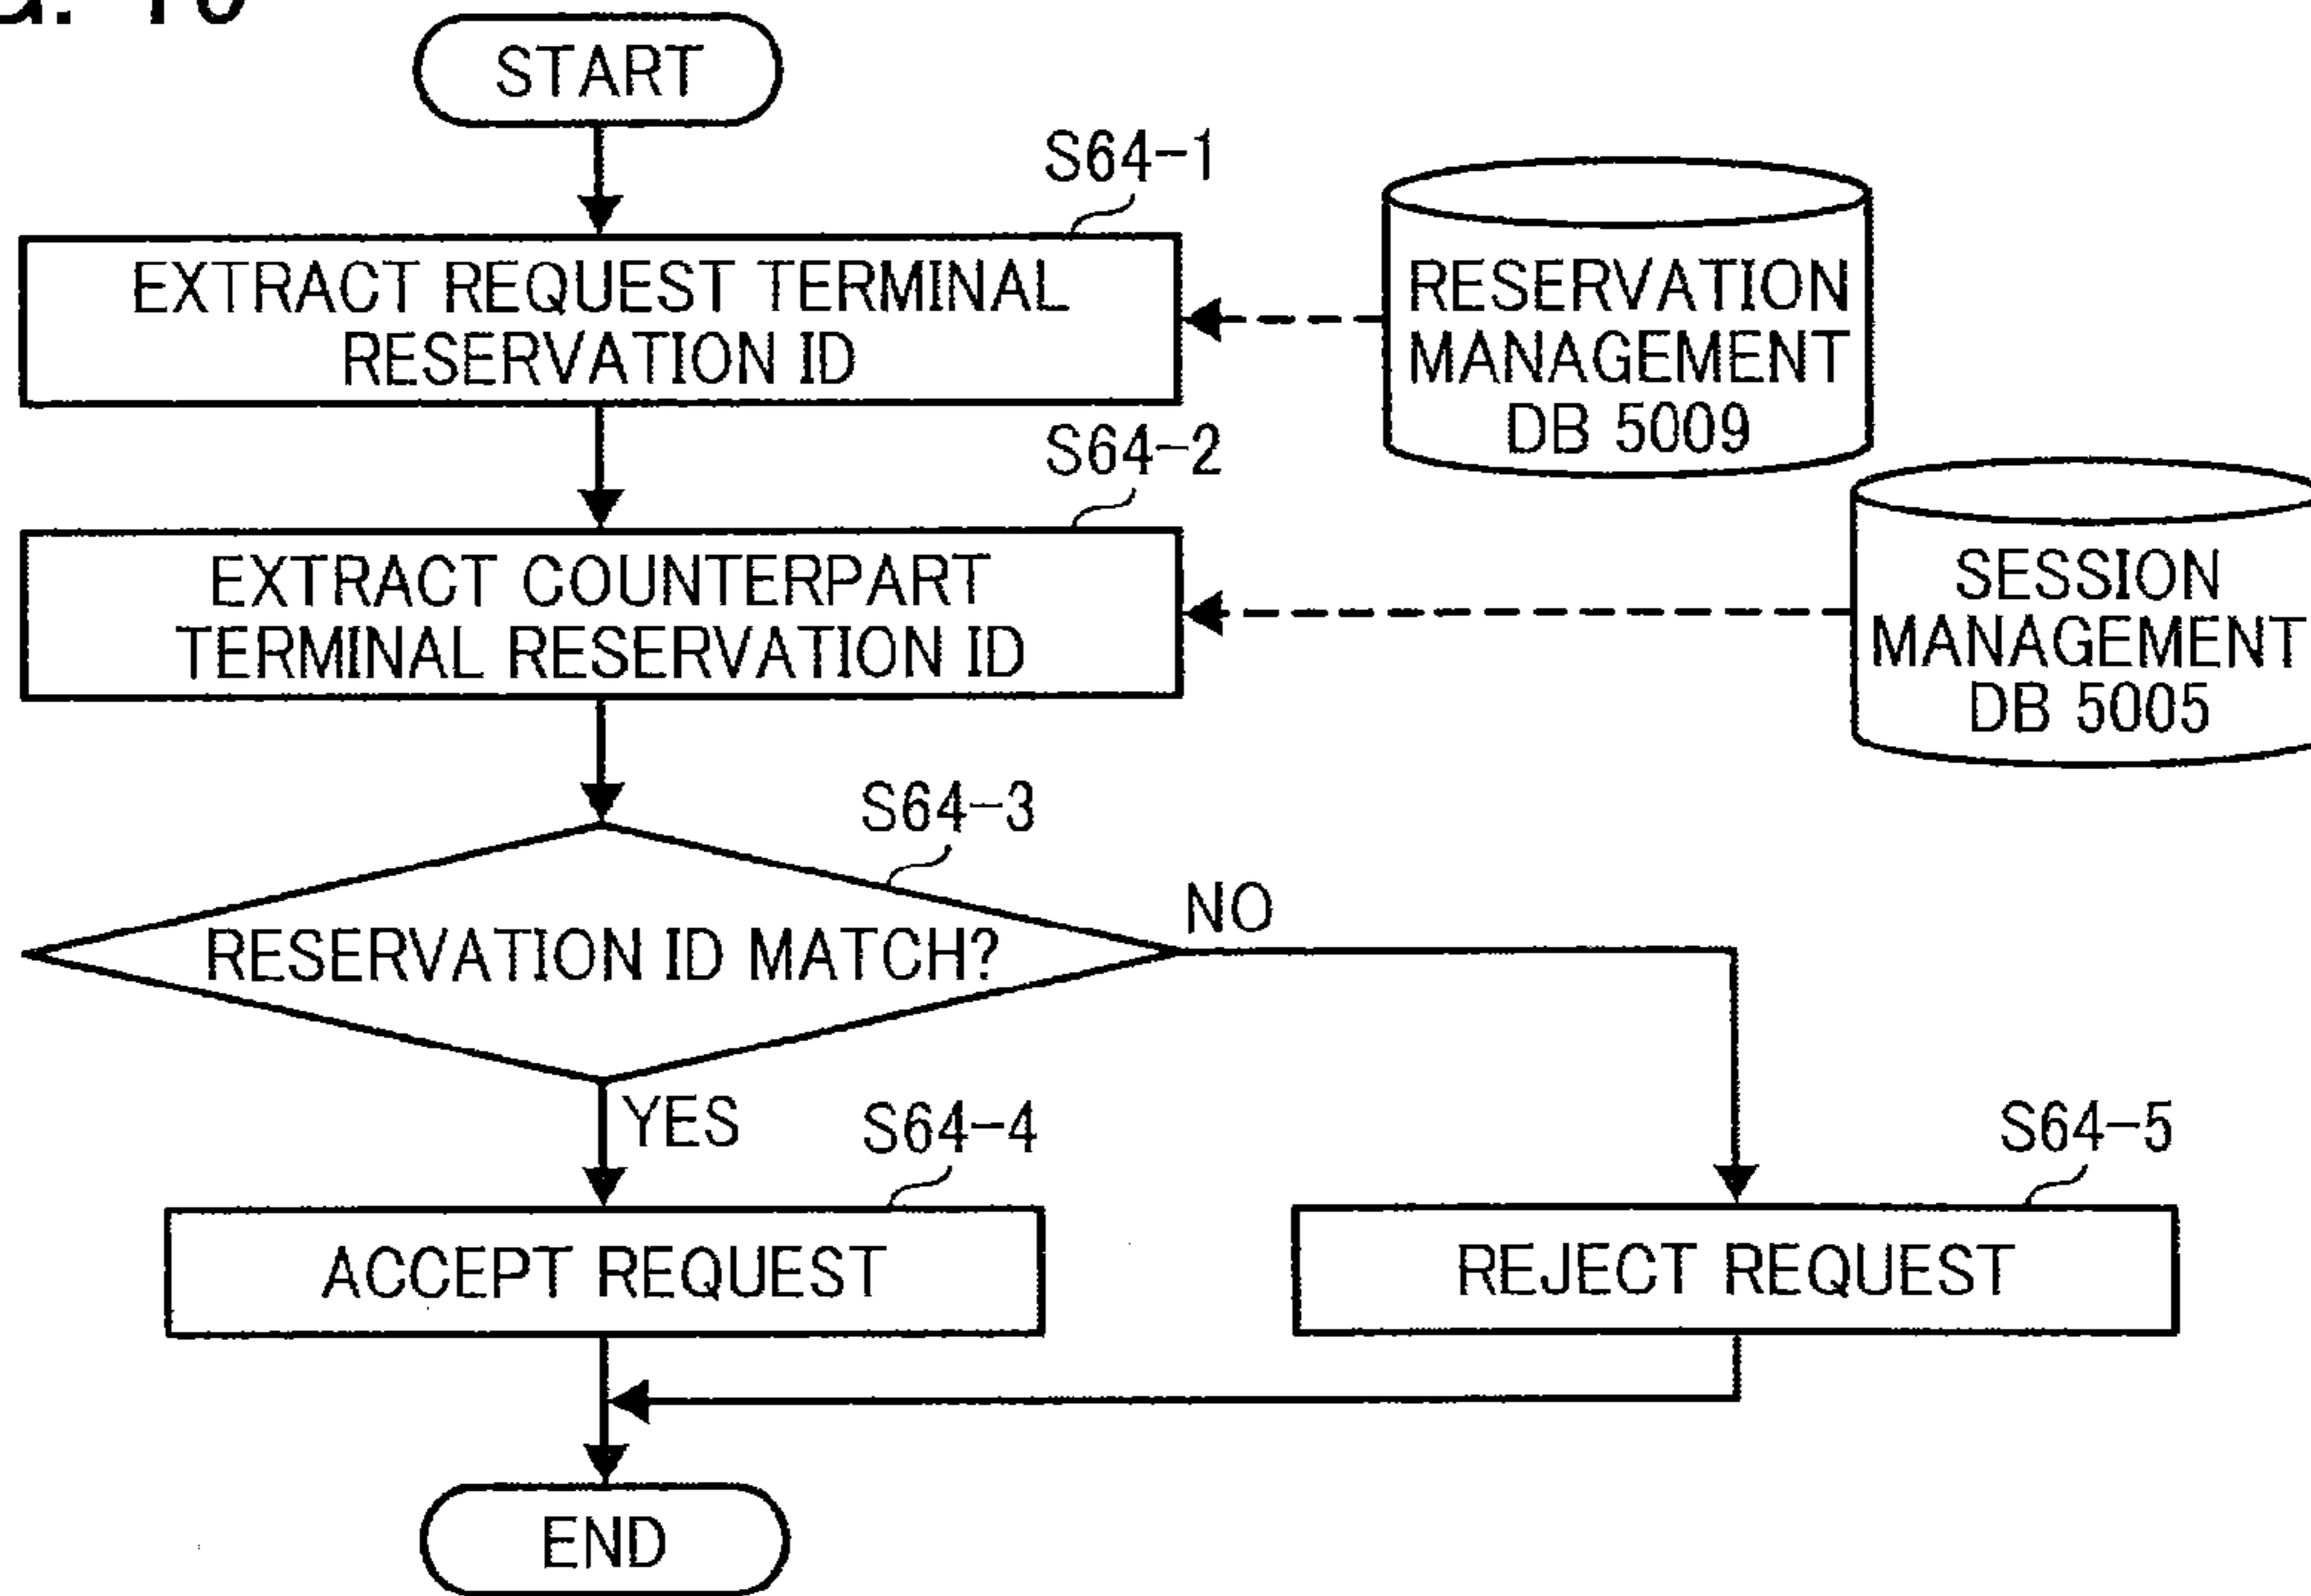 START
S64-1
EXTRACT REQUEST TERMINAL
RESERVATION ID
RESERVATION
MANAGEMENT
DB 5009
S64-2
EXTRACT COUNTERPART
TERMINAL RESERVATION ID
SESSION
MANAGEMENT
DB 5005
S64-3
RESERVATION ID MATCH?
NO
YES
S64-4
ACCEPT REQUEST
S64-5
REJECT REQUEST
END